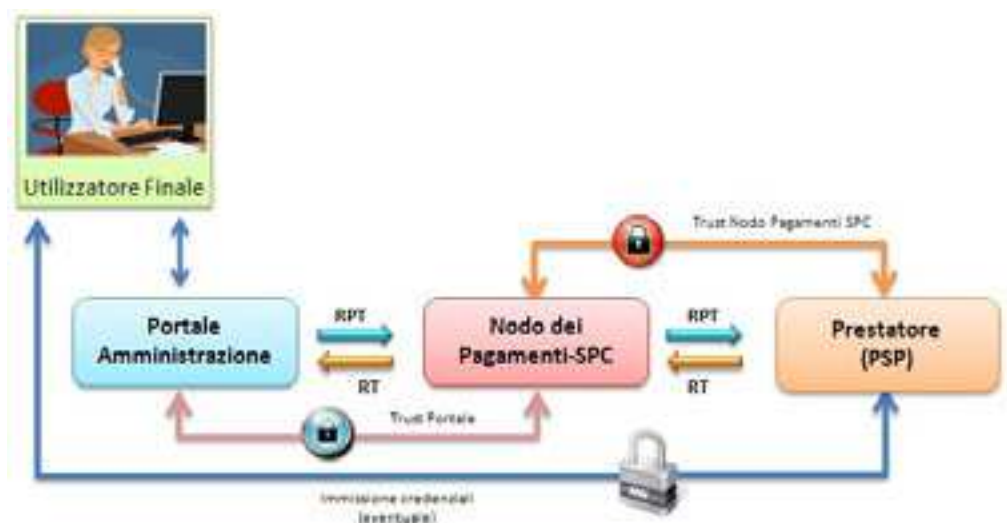 Utilizzatore Finale
Trust Nodo Pagamenti SPC
Portale
Amministrazione
RPT
RT
Nodo dei
Pagamenti-SPC
RPT
RT
Prestatore
(PSP)
Trust Portale
Immissione credenziali
(eventuale)